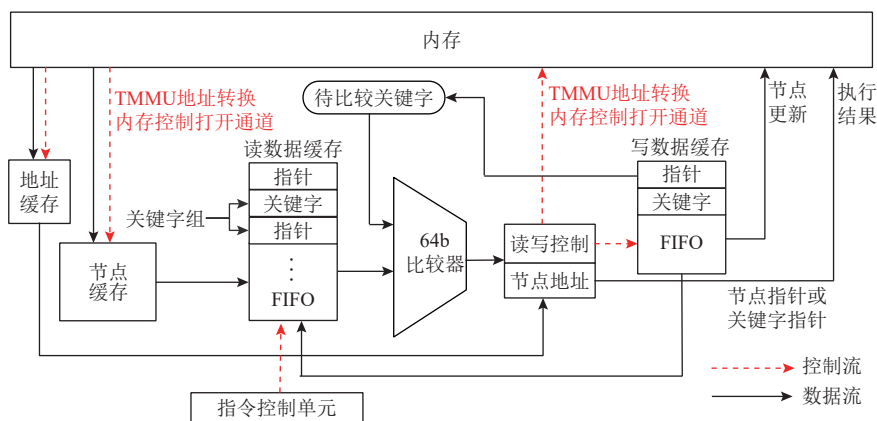 内存
TMMU地址转换
内存控制打开通道
待比较关键字
TMMU地址转换
内存控制打开通道
节点
更新
执行
结果
读数据缓存
写数据缓存
地址
缓存
指针
关键字
指针
⋮
FIFO
关键字组
指针
关键字
FIFO
64b
比较器
读写控制
节点地址
节点
缓存
节点指针或
关键字指针
指令控制单元
控制流
数据流